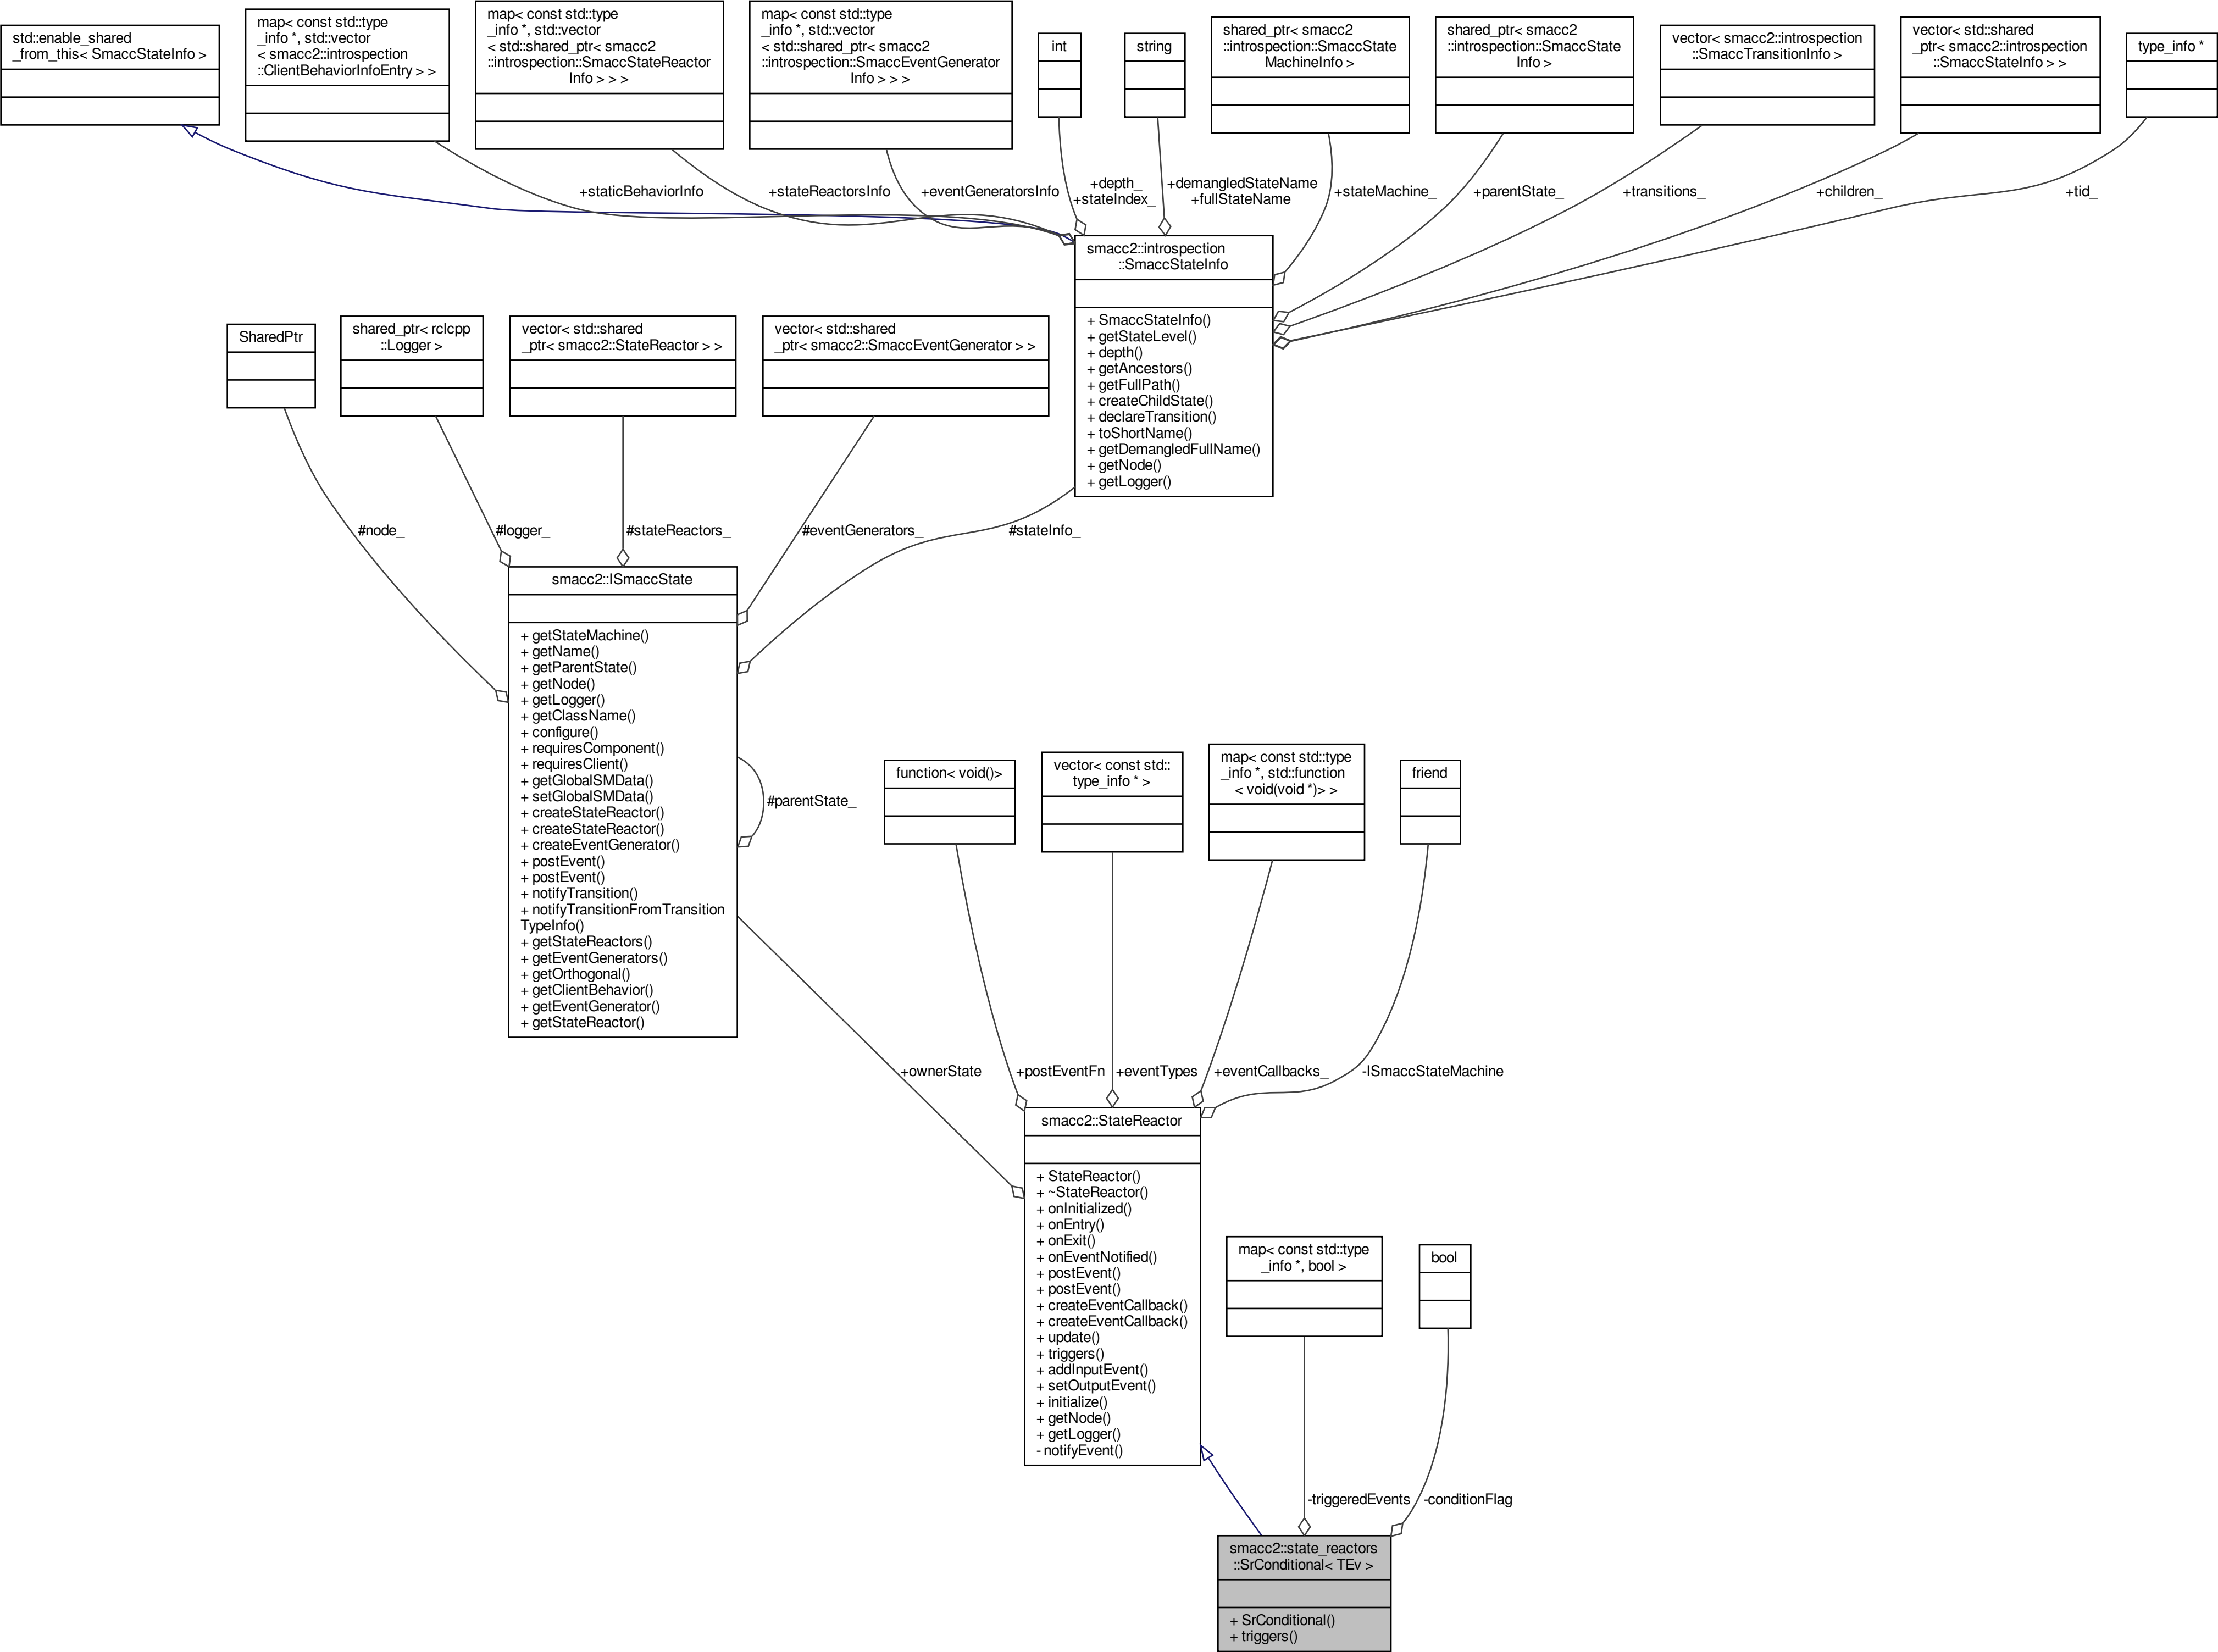 std::enable_shared
_from_this< SmaccStateInfo >
map< const std::type
_info *, std::vector
< smacc2::introspection
::ClientBehaviorInfoEntry > >
map< const std::type
_info *, std::vector
< std::shared_ptr< smacc2
::introspection::SmaccStateReactor
Info > > >
map< const std::type
_info *, std::vector
< std::shared_ptr< smacc2
::introspection::SmaccEventGenerator
Info > > >
int
string
shared_ptr< smacc2
::introspection::SmaccState
MachineInfo >
shared_ptr< smacc2
::introspection::SmaccState
Info >
vector< smacc2::introspection
::SmaccTransitionInfo >
vector< std::shared
_ptr< smacc2::introspection
::SmaccStateInfo > >
type_info *
+staticBehaviorInfo
+stateReactorsInfo
+eventGeneratorsInfo
+depth_
+stateIndex_
+demangledStateName
+fullStateName
+stateMachine_
+parentState_
+transitions_
+children_
+tid_
smacc2::introspection
::SmaccStateInfo
+ SmaccStateInfo()
+ getStateLevel()
+ depth()
+ getAncestors()
+ getFullPath()
+ createChildState()
+ declareTransition()
+ toShortName()
+ getDemangledFullName()
+ getNode()
+ getLogger()
SharedPtr
shared_ptr< rclcpp
::Logger >
vector< std::shared
_ptr< smacc2::StateReactor > >
vector< std::shared
_ptr< smacc2::SmaccEventGenerator > >
#node_
#logger_
#stateReactors_
#eventGenerators_
#stateInfo_
smacc2::ISmaccState
+ getStateMachine()
+ getName()
+ getParentState()
+ getNode()
+ getLogger()
+ getClassName()
+ configure()
+ requiresComponent()
+ requiresClient()
+ getGlobalSMData()
+ setGlobalSMData()
+ createStateReactor()
+ createStateReactor()
+ createEventGenerator()
+ postEvent()
+ postEvent()
+ notifyTransition()
+ notifyTransitionFromTransition
TypeInfo()
+ getStateReactors()
+ getEventGenerators()
+ getOrthogonal()
+ getClientBehavior()
+ getEventGenerator()
+ getStateReactor()
#parentState_
function< void()>
vector< const std::
type_info * >
map< const std::type
_info *, std::function
< void(void *)> >
friend
+ownerState
+postEventFn
+eventTypes
+eventCallbacks_
-ISmaccStateMachine
smacc2::StateReactor
+ StateReactor()
+ ~StateReactor()
+ onInitialized()
+ onEntry()
+ onExit()
+ onEventNotified()
+ postEvent()
+ postEvent()
+ createEventCallback()
+ createEventCallback()
+ update()
+ triggers()
+ addInputEvent()
+ setOutputEvent()
+ initialize()
+ getNode()
+ getLogger()
- notifyEvent()
map< const std::type
_info *, bool >
bool
-triggeredEvents
-conditionFlag
smacc2::state_reactors
::SrConditional< TEv >
+ SrConditional()
+ triggers()